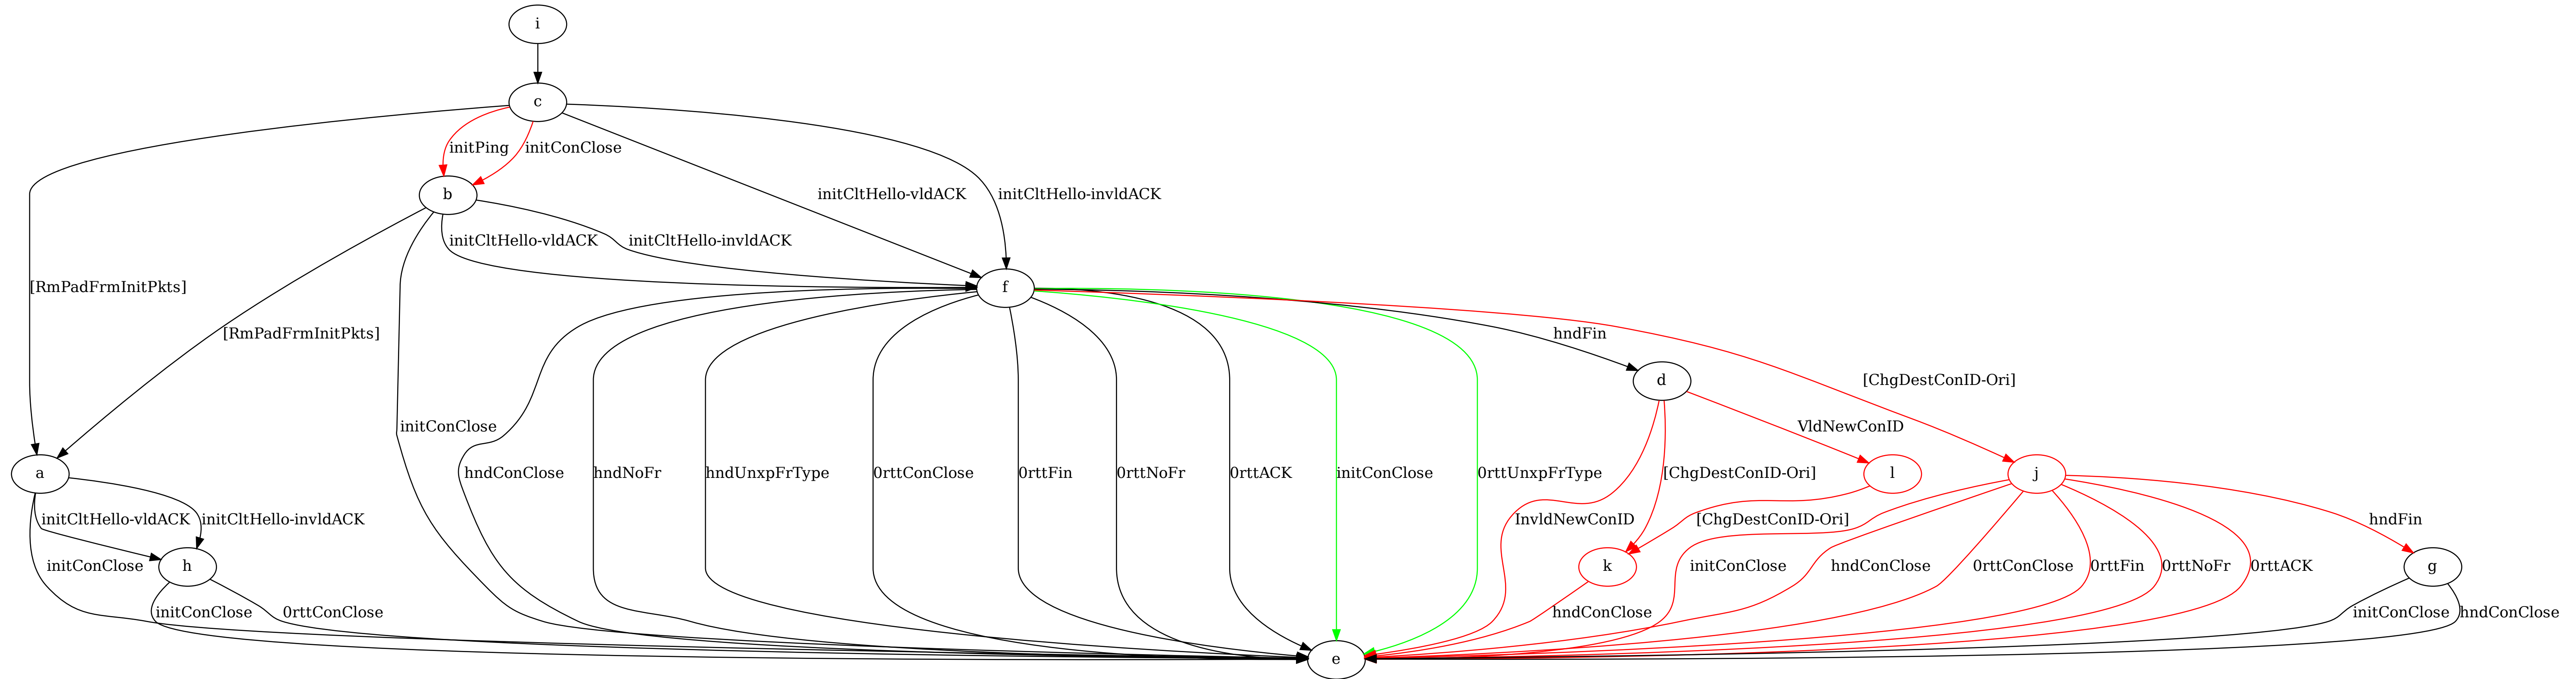 i
c
initPing
initConClose
b
initCltHello-vldACK
initCltHello-invldACK
initCltHello-vldACK
initCltHello-invldACK
[RmPadFrmInitPkts]
f
[RmPadFrmInitPkts]
hndFin
[ChgDestConID-Ori]
d
initConClose
VldNewConID
a
hndConClose
hndNoFr
hndUnxpFrType
0rttConClose
0rttFin
0rttNoFr
0rttACK
initConClose
0rttUnxpFrType
[ChgDestConID-Ori]
l
j
initCltHello-vldACK
initCltHello-invldACK
InvldNewConID
[ChgDestConID-Ori]
hndFin
initConClose
h
k
initConClose
hndConClose
0rttConClose
0rttFin
0rttNoFr
0rttACK
g
initConClose
0rttConClose
hndConClose
initConClose
hndConClose
e